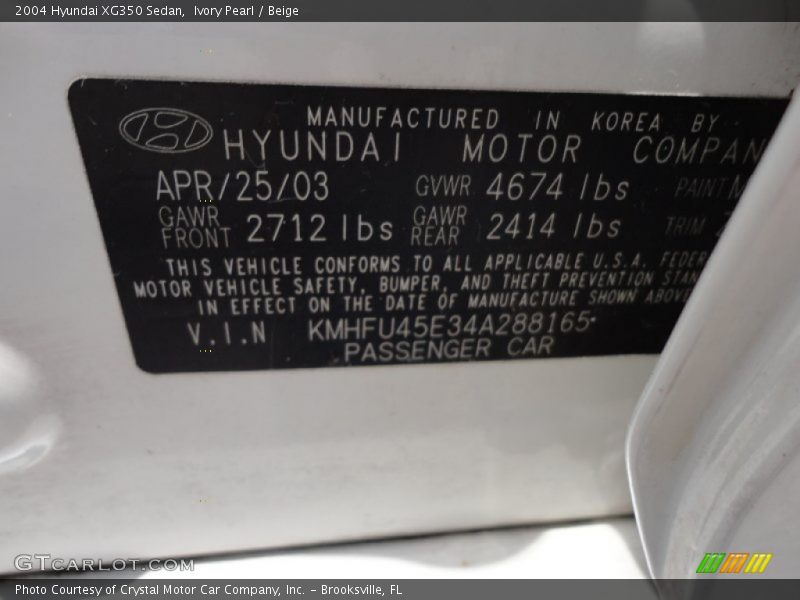 2004 Hyundai XG350 Sedan,  Ivory Pearl / Beige
MANUFACTURED IN KOREA BY
HYUNDAI MOTOR COMPAN
APR/25/03 GVWR 4674 lbs PAINT
GAWR FRONT 2712 lbs GAWR REAR 2414 lbs TRIM
THIS VEHICLE CONFORMS TO ALL APPLICABLE U.S.A. FEDER
MOTOR VEHICLE SAFETY, BUMPER, AND THEFT PREVENTION STAN
IN EFFECT ON THE DATE OF MANUFACTURE SHOWN ABOV
V.I.N KMHFU45E34A288165
PASSENGER CAR
GTCarLot.com
Photo Courtesy of Crystal Motor Car Company, Inc. – Brooksville, FL